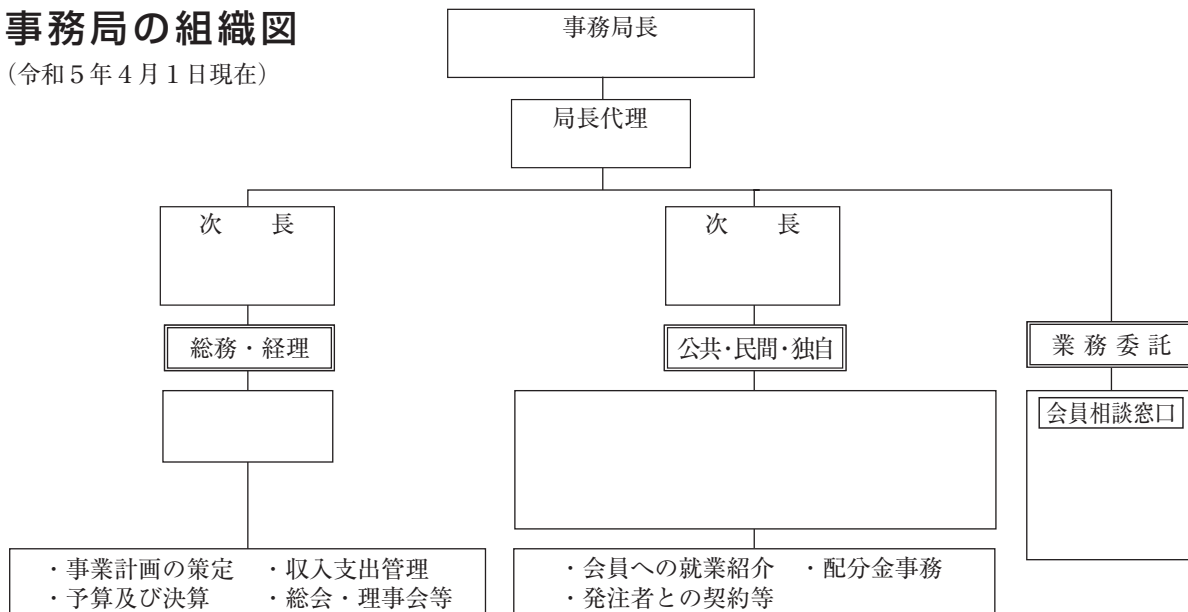 事務局の組織図
(令和5年4月1日現在)
事務局長
局長代理
次　長
次　長
総務・経理
公共・民間・独自
業務委託
会員相談窓口
・事業計画の策定　・収入支出管理
・予算及び決算　・総会・理事会等
・会員への就業紹介　・配分金事務
・発注者との契約等